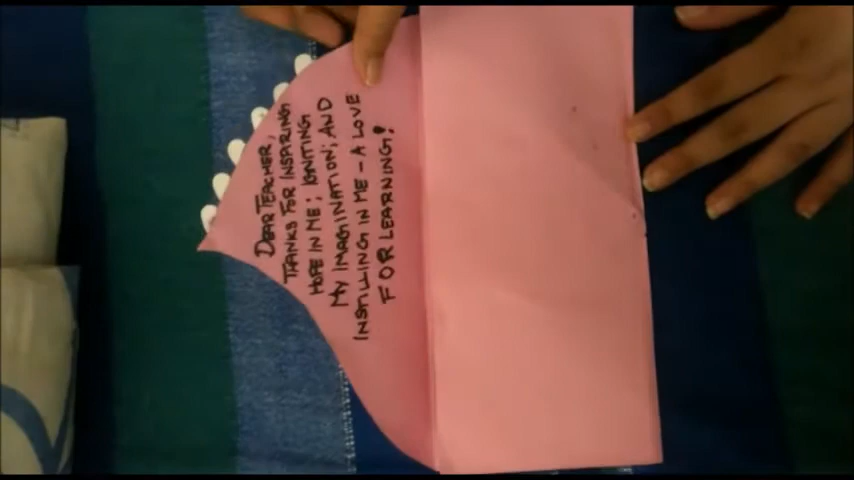 DEAR TEACHER,
THANKS FOR INSPIRING
HOPE IN ME; IGNITING
MY IMAGINATION; AND
INSTILLING IN ME - A LOVE
FOR LEARNING!